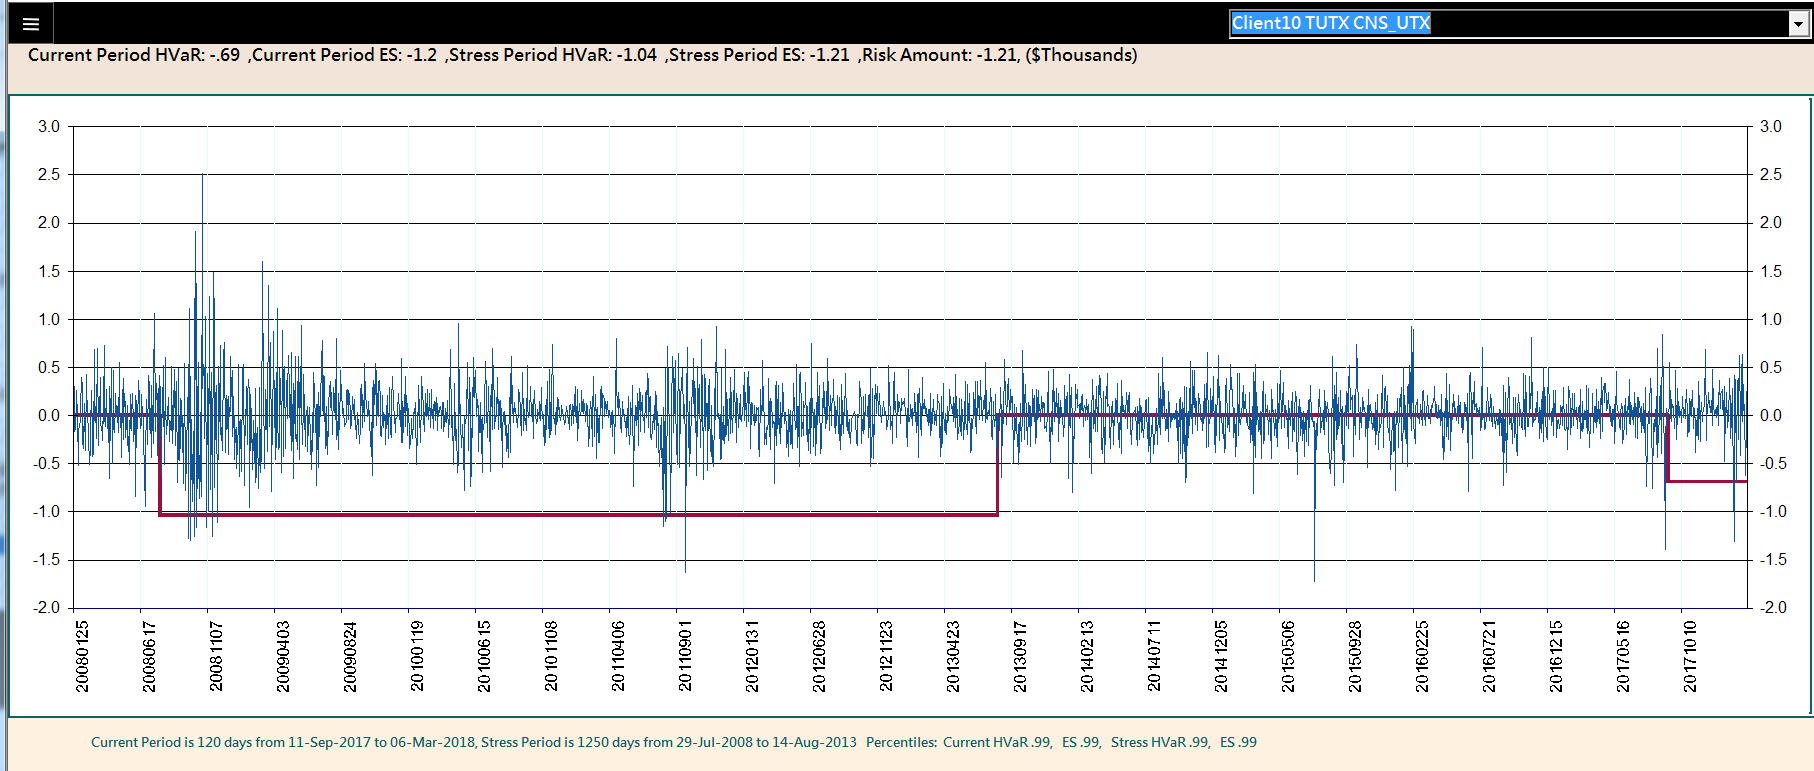 Client10 TUTX CNS_UTX
Current Period HVaR: -.69 ,Current Period ES: -1.2 ,Stress Period HVaR: -1.04 ,Stress Period ES: -1.21 ,Risk Amount: -1.21, ($Thousands)
3.0 3.0
2.5 2.5
2.0 2.0
1.5 1.5
1.0 1.0
0.5 0.5
0.0 0.0
-0.5 -0.5
-1.0 -1.0
-1.5 -1.5
-2.0 -2.0
20080125 20080617 20081107 20090403 20090824 20100119 20100615 20101108 20110406 20110901 20120131 20120628 20121123 20130423 20130917 20140213 20140711 20141205 20150506 20150928 20160225 20160721 20161215 20170516 20171010
Current Period is 120 days from 11-Sep-2017 to 06-Mar-2018, Stress Period is 1250 days from 29-Jul-2008 to 14-Aug-2013 Percentiles: Current HVaR .99, ES .99, Stress HVaR .99, ES .99